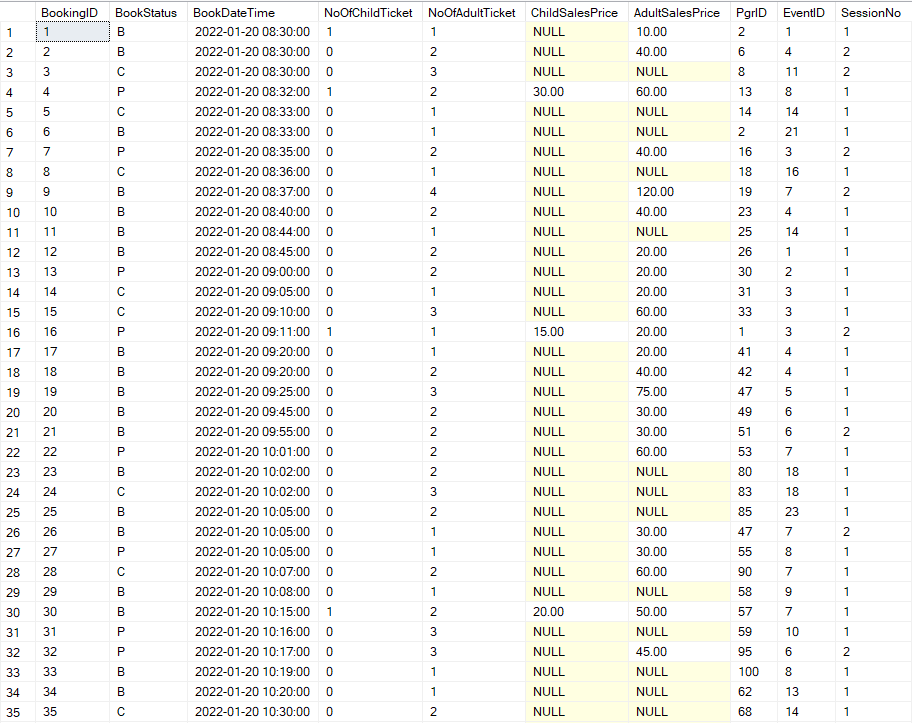 BookingID BookStatus BookDateTime NoOfChildTicket NoOfAdultTicket ChildSalesPrice AdultSalesPrice PgrID EventID SessionNo
1 1 B 2022-01-20 08:30:00 1 1 NULL 10.00 2 1 1
2 2 B 2022-01-20 08:30:00 0 2 NULL 40.00 6 4 2
3 3 C 2022-01-20 08:30:00 0 3 NULL NULL 8 11 2
4 4 P 2022-01-20 08:32:00 1 2 30.00 60.00 13 8 1
5 5 C 2022-01-20 08:33:00 0 1 NULL NULL 14 14 1
6 6 B 2022-01-20 08:33:00 0 1 NULL NULL 2 21 1
7 7 P 2022-01-20 08:35:00 0 2 NULL 40.00 16 3 2
8 8 C 2022-01-20 08:36:00 0 1 NULL NULL 18 16 1
9 9 B 2022-01-20 08:37:00 0 4 NULL 120.00 19 7 2
10 10 B 2022-01-20 08:40:00 0 2 NULL 40.00 23 4 1
11 11 B 2022-01-20 08:44:00 0 1 NULL NULL 25 14 1
12 12 B 2022-01-20 08:45:00 0 2 NULL 20.00 26 1 1
13 13 P 2022-01-20 09:00:00 0 2 NULL 20.00 30 2 1
14 14 C 2022-01-20 09:05:00 0 1 NULL 20.00 31 3 1
15 15 C 2022-01-20 09:10:00 0 3 NULL 60.00 33 3 1
16 16 P 2022-01-20 09:11:00 1 1 15.00 20.00 1 3 2
17 17 B 2022-01-20 09:20:00 0 1 NULL 20.00 41 4 1
18 18 B 2022-01-20 09:20:00 0 2 NULL 40.00 42 4 1
19 19 B 2022-01-20 09:25:00 0 3 NULL 75.00 47 5 1
20 20 B 2022-01-20 09:45:00 0 2 NULL 30.00 49 6 1
21 21 B 2022-01-20 09:55:00 0 2 NULL 30.00 51 6 2
22 22 P 2022-01-20 10:01:00 0 2 NULL 60.00 53 7 1
23 23 B 2022-01-20 10:02:00 0 2 NULL NULL 80 18 1
24 24 C 2022-01-20 10:02:00 0 3 NULL NULL 83 18 1
25 25 B 2022-01-20 10:05:00 0 2 NULL NULL 85 23 1
26 26 B 2022-01-20 10:05:00 0 1 NULL 30.00 47 7 2
27 27 P 2022-01-20 10:05:00 0 1 NULL 30.00 55 8 1
28 28 C 2022-01-20 10:07:00 0 2 NULL 60.00 90 7 1
29 29 B 2022-01-20 10:08:00 0 1 NULL NULL 58 9 1
30 30 B 2022-01-20 10:15:00 1 2 20.00 50.00 57 7 1
31 31 P 2022-01-20 10:16:00 0 3 NULL NULL 59 10 1
32 32 P 2022-01-20 10:17:00 0 3 NULL 45.00 95 6 2
33 33 B 2022-01-20 10:19:00 0 1 NULL NULL 100 8 1
34 34 B 2022-01-20 10:20:00 0 1 NULL NULL 62 13 1
35 35 C 2022-01-20 10:30:00 0 2 NULL NULL 68 14 1